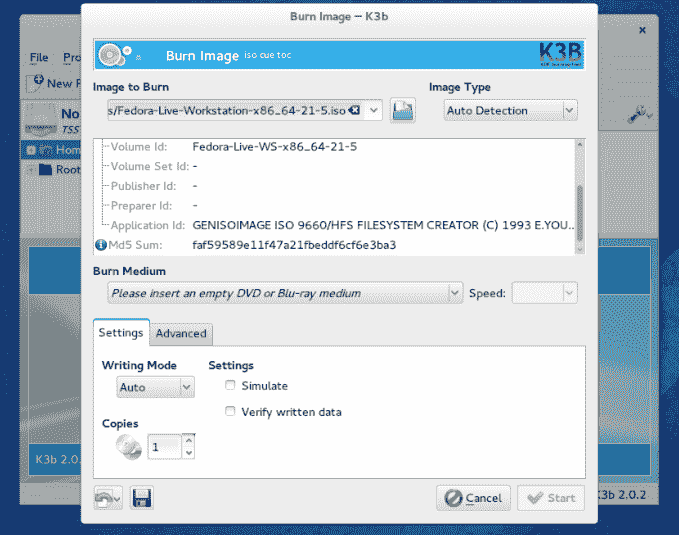 Burn Image – K3b
File
Pro
New P
No
TSS
Home
Root
Burn Image iso cue toc
K3B
Image to Burn
Image Type
s/Fedora-Live-Workstation-x86_64-21-5.iso
Auto Detection
Volume Id: Fedora-Live-WS-x86_64-21-5
Volume Set Id: -
Publisher Id: -
Preparer Id: -
Application Id: GENISOIMAGE ISO 9660/HFS FILESYSTEM CREATOR (C) 1993 E.YOU...
Md5 Sum: faf59589e11f47a21fbeddf6cf6e3ba3
Burn Medium
Please insert an empty DVD or Blu-ray medium
Speed:
Settings
Advanced
Writing Mode
Settings
Auto
Simulate
Verify written data
Copies
1
K3b 2.0.
Cancel
Start
K3b 2.0.2